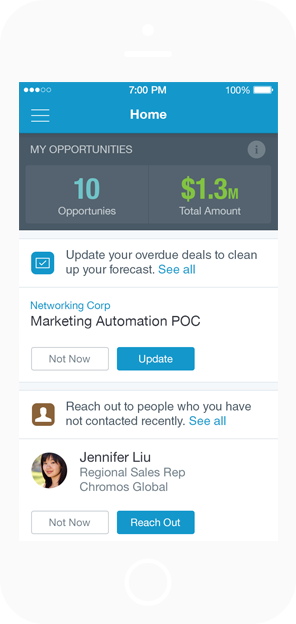 7:00 PM 100%
Home
MY OPPORTUNITIES i
10 $1.3M
Opportunies Total Amount
Update your overdue deals to clean
up your forecast. See all
Networking Corp
Marketing Automation POC
Not Now Update
Reach out to people who you have
not contacted recently. See all
Jennifer Liu
Regional Sales Rep
Chromos Global
Not Now Reach Out